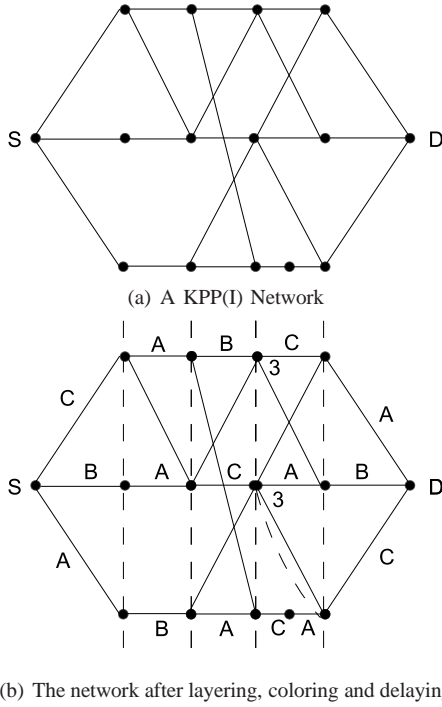 S
D
(a) A KPP(I) Network
A B C
3
C
A
S
B A C A B
D
3
A
C
B A C A
(b) The network after layering, coloring and delayin